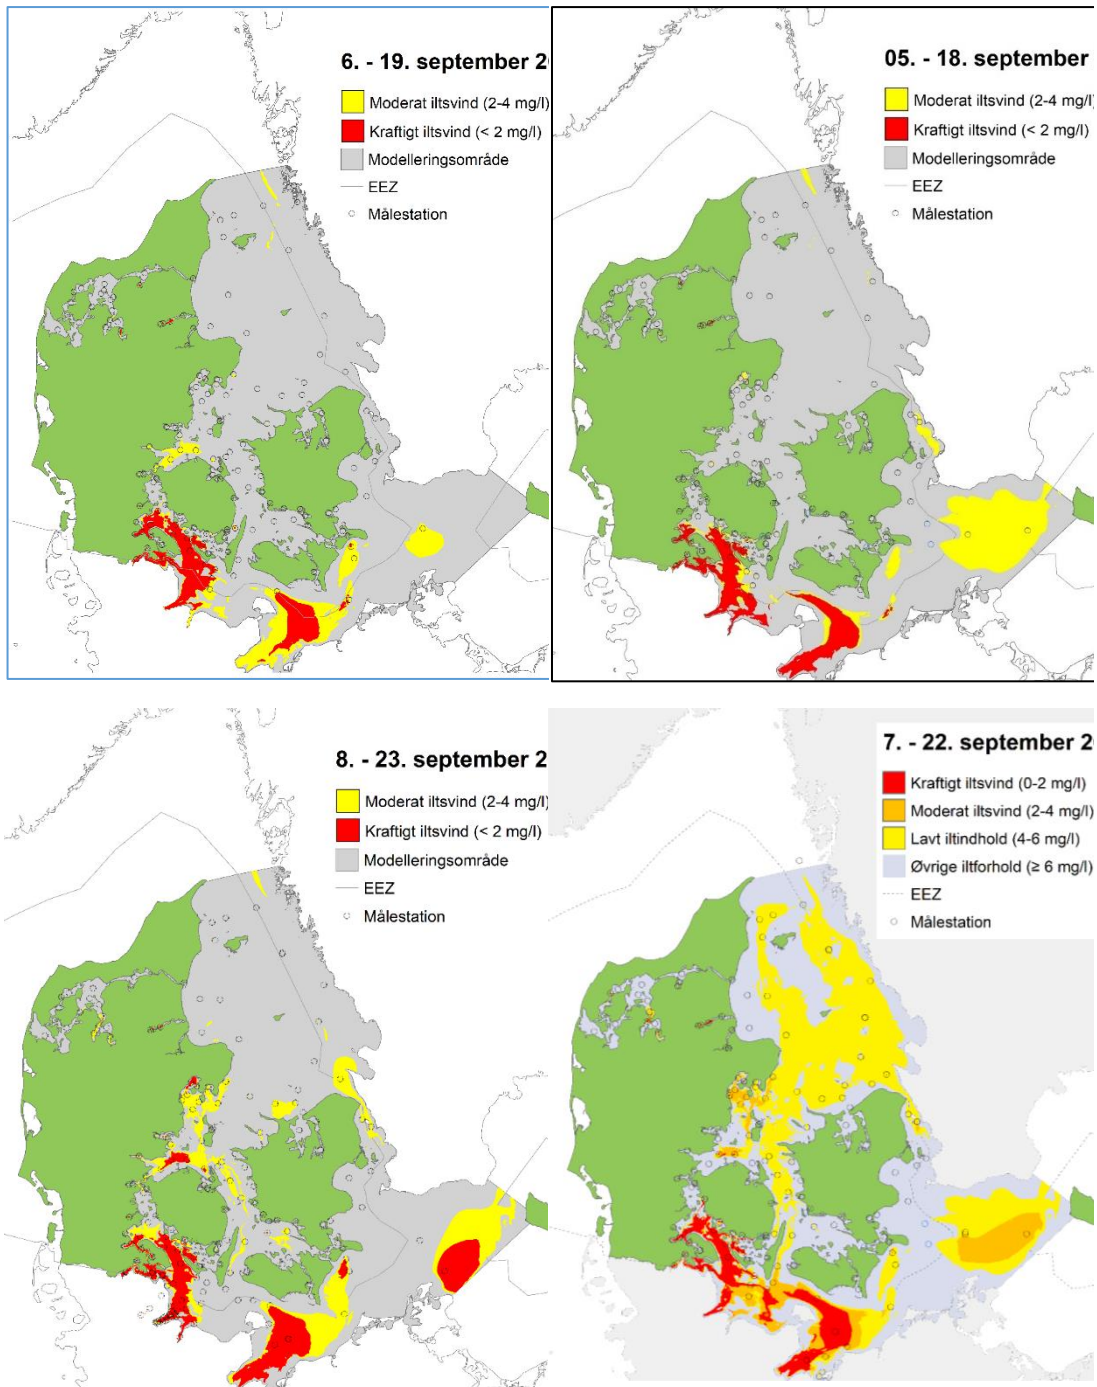 6. - 19. september 2
Moderat iltsvind (2-4 mg/l)
Kraftigt iltsvind (< 2 mg/l)
Modelleringsområde
EEZ
Målestation
05. - 18. september
Moderat iltsvind (2-4 mg/l)
Kraftigt iltsvind (< 2 mg/l)
Modelleringsområde
EEZ
Målestation
8. - 23. september 2
Moderat iltsvind (2-4 mg/l)
Kraftigt iltsvind (< 2 mg/l)
Modelleringsområde
EEZ
Målestation
7. - 22. september 2
Kraftigt iltsvind (0-2 mg/l)
Moderat iltsvind (2-4 mg/l)
Lavt iltindhold (4-6 mg/l)
Øvrige iltforhold (≥ 6 mg/l)
EEZ
Målestation